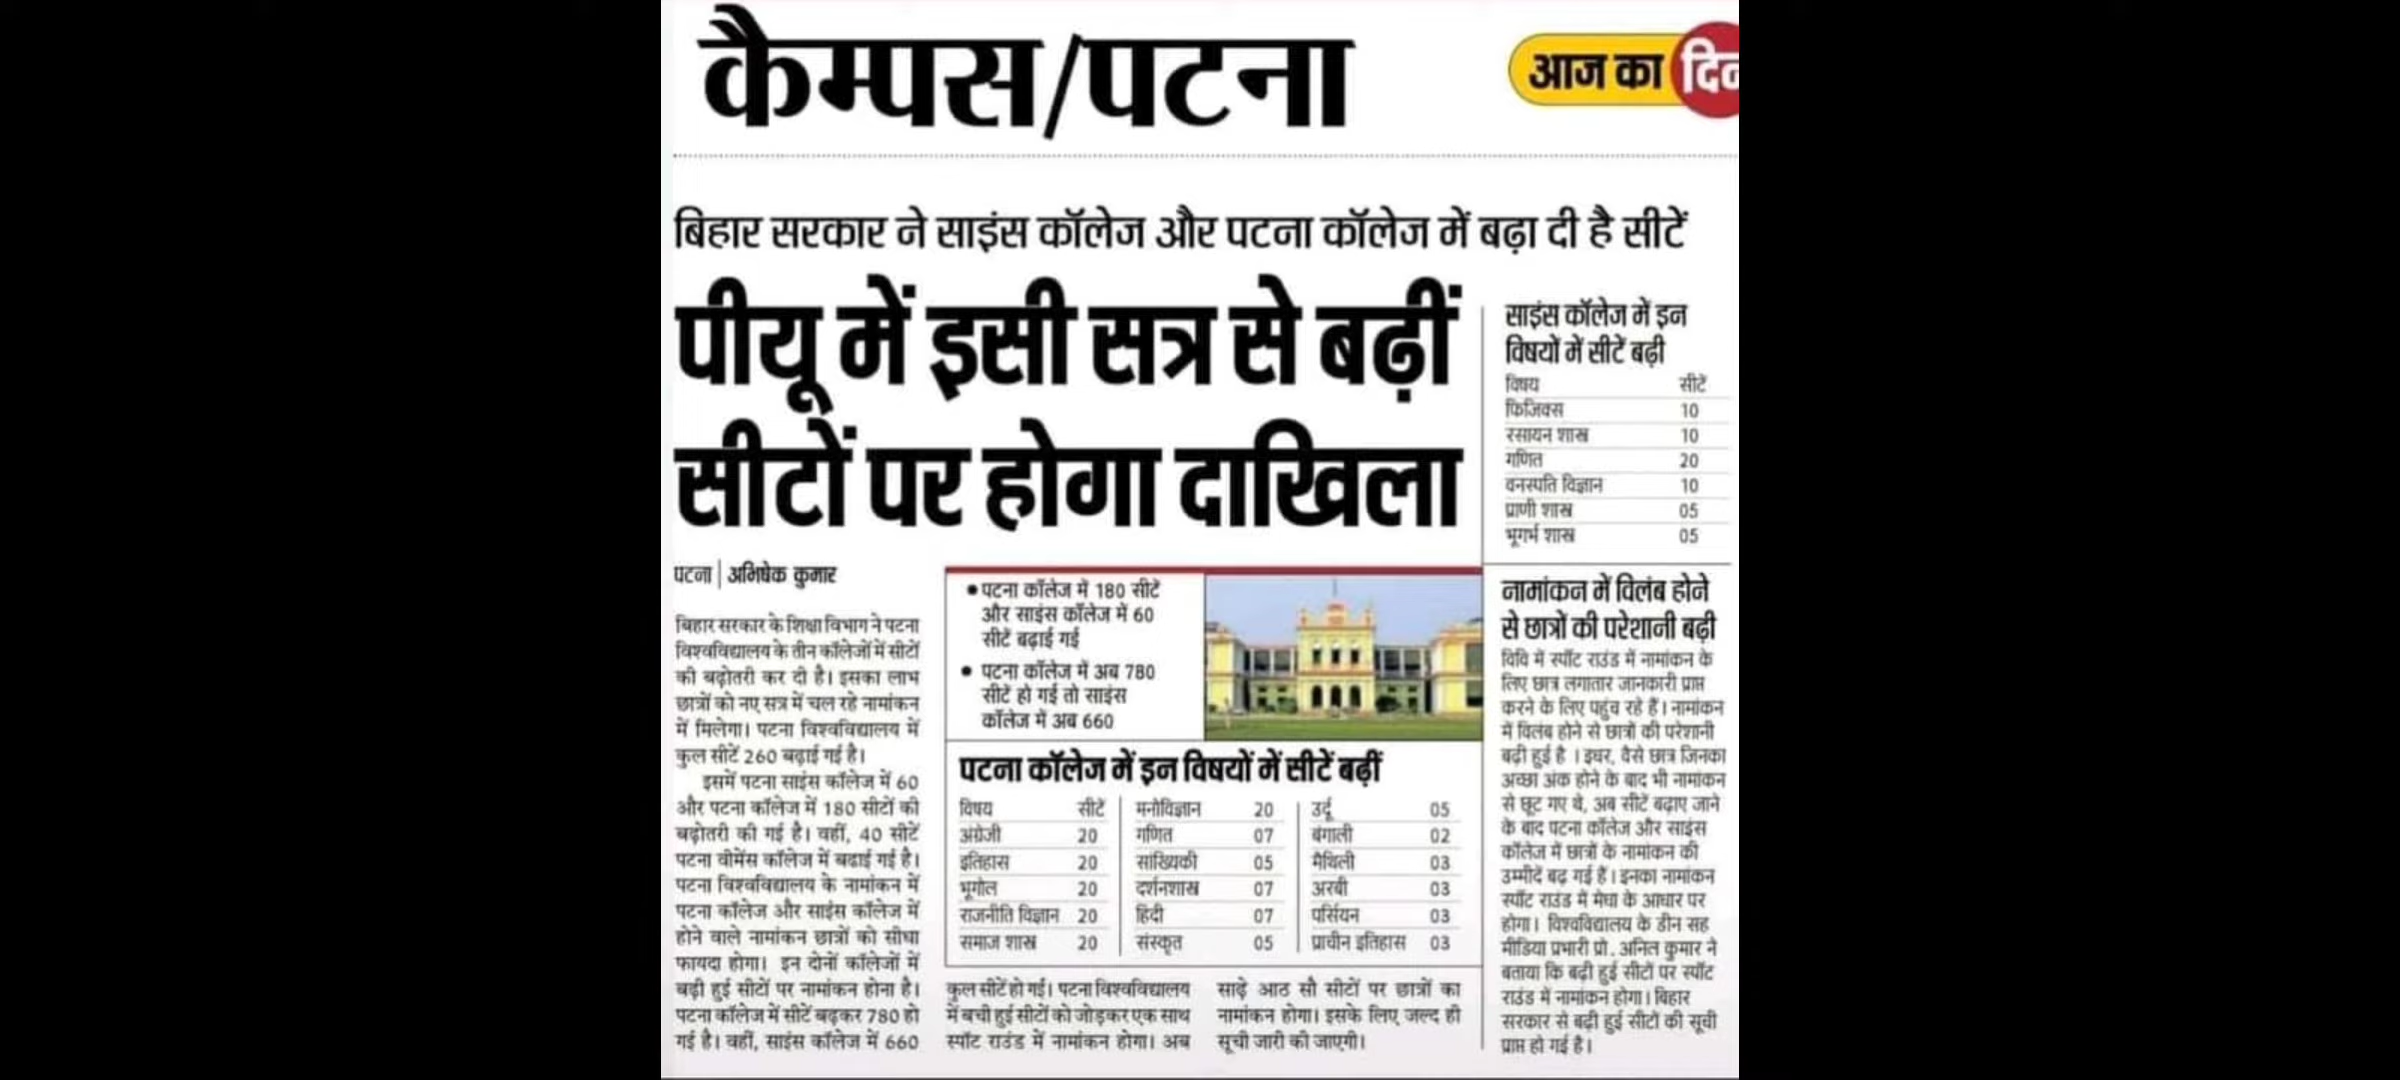 कैम्पस/पटना
आज का
बिहार सरकार ने साइंस कॉलेज और पटना कॉलेज में बढ़ा दी है सीटें
पीयू में इसी सत्र से बढ़ीं
सीटों पर होगा दाखिला
पटना | अभिषेक कुमार
बिहार सरकार के शिक्षा विभाग ने पटना
विश्वविद्यालय के तीन कॉलेजों में सीटों
की बढ़ोतरी कर दी है। इसका लाभ
छात्रों को नए सत्र में चल रहे नामांकन
में मिलेगा। पटना विश्वविद्यालय में
कुल सीटें 260 बढ़ाई गई है।
इसमें पटना साइंस कॉलेज में 60
और पटना कॉलेज में 180 सीटों की
बढ़ोतरी की गई है। वहीं, 40 सीटें
पटना वीमेंस कॉलेज में बढाई गई है।
पटना विश्वविद्यालय के नामांकन में
पटना कॉलेज और साइंस कॉलेज में
होने वाले नामांकन छात्रों को सीधा
फायदा होगा। इन दोनों कॉलेजों में
बढ़ी हुई सीटों पर नामांकन होना है।
पटना कॉलेज में सीटें बढ़कर 780 हो
गई है। वहीं, साइंस कॉलेज में 660
• पटना कॉलेज में 180 सीटें
और साइंस कॉलेज में 60
सीटें बढ़ाई गई
• पटना कॉलेज में अब 780
सीटें हो गई तो साइंस
कॉलेज में अब 660
पटना कॉलेज में इन विषयों में सीटें बढ़ीं
विषय सीटें
अंग्रेजी 20
इतिहास 20
भूगोल 20
राजनीति विज्ञान 20
समाज शास्त्र 20
मनोविज्ञान 20
गणित 07
सांख्यिकी 05
दर्शनशास्त्र 07
हिंदी 07
संस्कृत 05
उर्दू 05
बंगाली 02
मैथिली 03
अरबी 03
पर्सियन 03
प्राचीन इतिहास 03
कुल सीटें हो गई। पटना विश्वविद्यालय
में बची हुई सीटों को जोड़कर एक साथ
स्पॉट राउंड में नामांकन होगा। अब
साढ़े आठ सौ सीटों पर छात्रों का
नामांकन होगा। इसके लिए जल्द ही
सूची जारी की जाएगी।
साइंस कॉलेज में इन
विषयों में सीटें बढ़ी
विषय सीटें
फिजिक्स 10
रसायन शास्त्र 10
गणित 20
वनस्पति विज्ञान 10
प्राणी शास्त्र 05
भूगर्भ शास्त्र 05
नामांकन में विलंब होने
से छात्रों की परेशानी बढ़ी
विवि में स्पॉट राउंड में नामांकन के
लिए छात्र लगातार जानकारी प्राप्त
करने के लिए पहुंच रहे हैं। नामांकन
में विलंब होने से छात्रों की परेशानी
बढ़ी हुई है । इधर, वैसे छात्र जिनका
अच्छा अंक होने के बाद भी नामांकन
से छूट गए थे, अब सीटें बढ़ाए जाने
के बाद पटना कॉलेज और साइंस
कॉलेज में छात्रों के नामांकन की
उम्मीदें बढ़ गई हैं। इनका नामांकन
स्पॉट राउंड में मेधा के आधार पर
होगा। विश्वविद्यालय के डीन सह
मीडिया प्रभारी प्रो. अनिल कुमार ने
बताया कि बढ़ी हुई सीटों पर स्पॉट
राउंड में नामांकन होगा। बिहार
सरकार से बढ़ी हुई सीटों की सूची
प्राप्त हो गई है।